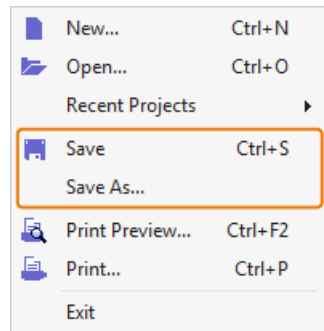 New... Ctrl+N
Open... Ctrl+O
Recent Projects
Save Ctrl+S
Save As...
Print Preview... Ctrl+F2
Print... Ctrl+P
Exit